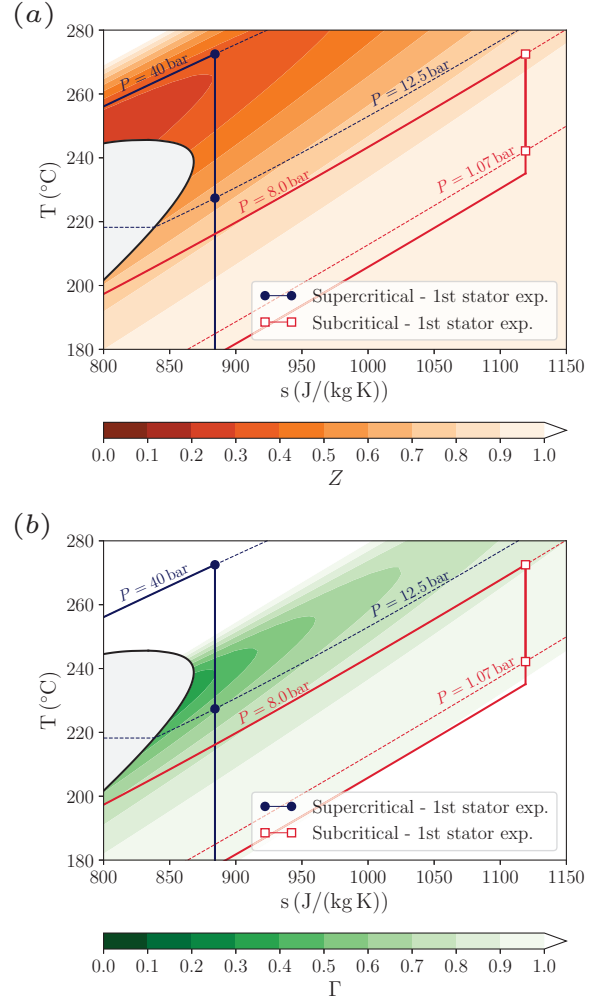 (a)
280
260
240
220
200
180
T (°C)
P = 40 bar
P = 12.5 bar
P = 8.0 bar
P = 1.07 bar
Supercritical - 1st stator exp.
Subcritical - 1st stator exp.
800 850 900 950 1000 1050 1100 1150
s (J/(kg K))
0.0 0.1 0.2 0.3 0.4 0.5 0.6 0.7 0.8 0.9 1.0
Z
(b)
280
260
240
220
200
180
T (°C)
P = 40 bar
P = 12.5 bar
P = 8.0 bar
P = 1.07 bar
Supercritical - 1st stator exp.
Subcritical - 1st stator exp.
800 850 900 950 1000 1050 1100 1150
s (J/(kg K))
0.0 0.1 0.2 0.3 0.4 0.5 0.6 0.7 0.8 0.9 1.0
Γ